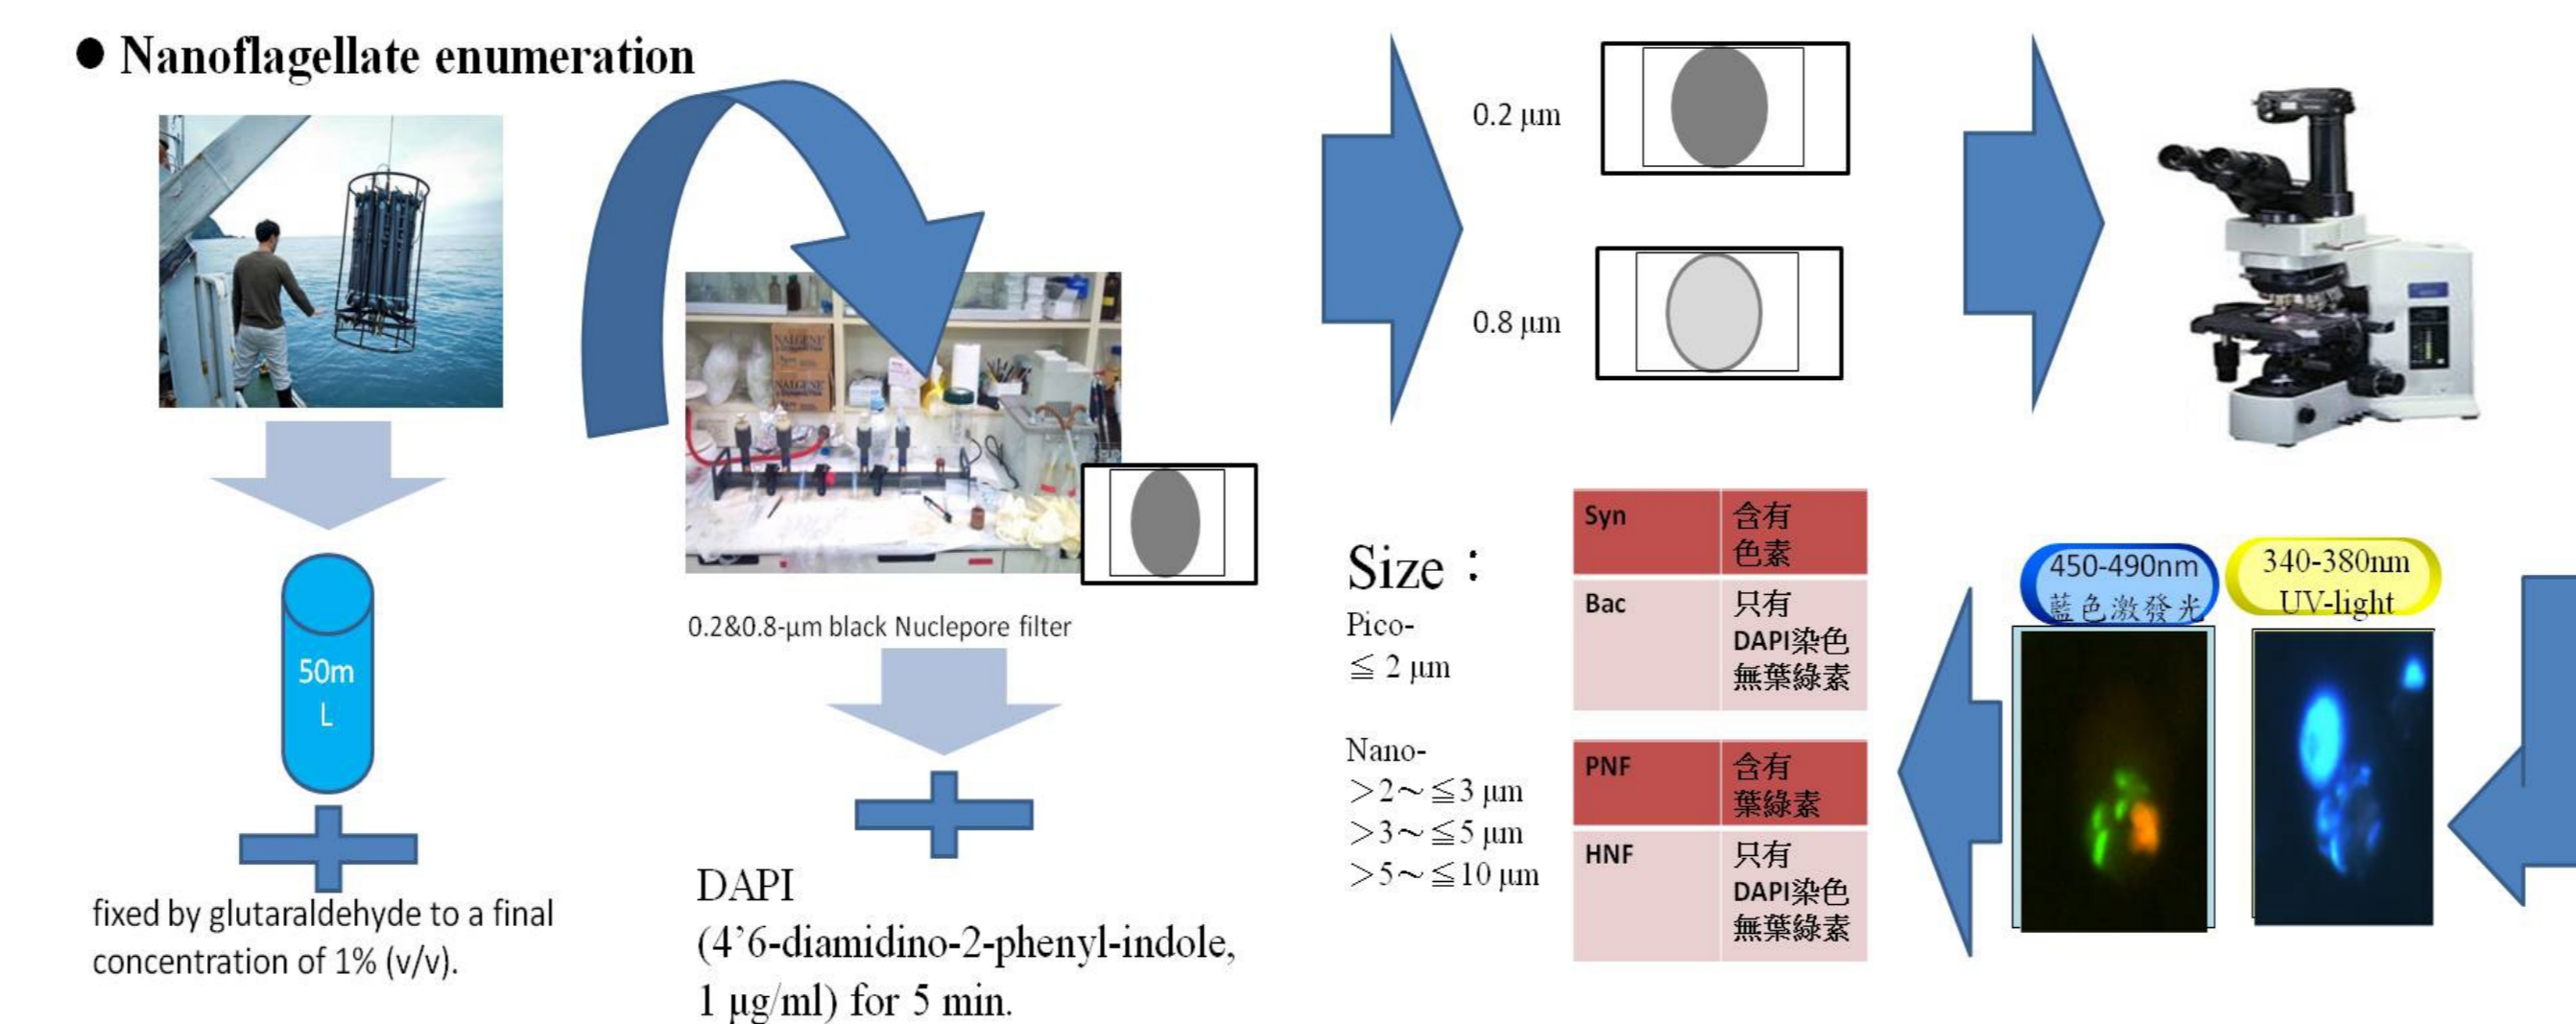 ● Nanoflagellate enumeration
50m
L
fixed by glutaraldehyde to a final
concentration of 1% (v/v).
NALGENE
NALGENE
0.2&0.8-μm black Nuclepore filter
DAPI
(4’6-diamidino-2-phenyl-indole,
1 μg/ml) for 5 min.
0.2 μm
0.8 μm
Size：
Pico-
≦ 2 μm
Nano-
＞2～≦3 μm
＞3～≦5 μm
＞5～≦10 μm
Syn
含有
色素
Bac
只有
DAPI染色
無葉綠素
PNF
含有
葉綠素
HNF
只有
DAPI染色
無葉綠素
450-490nm
藍色激發光
340-380nm
UV-light